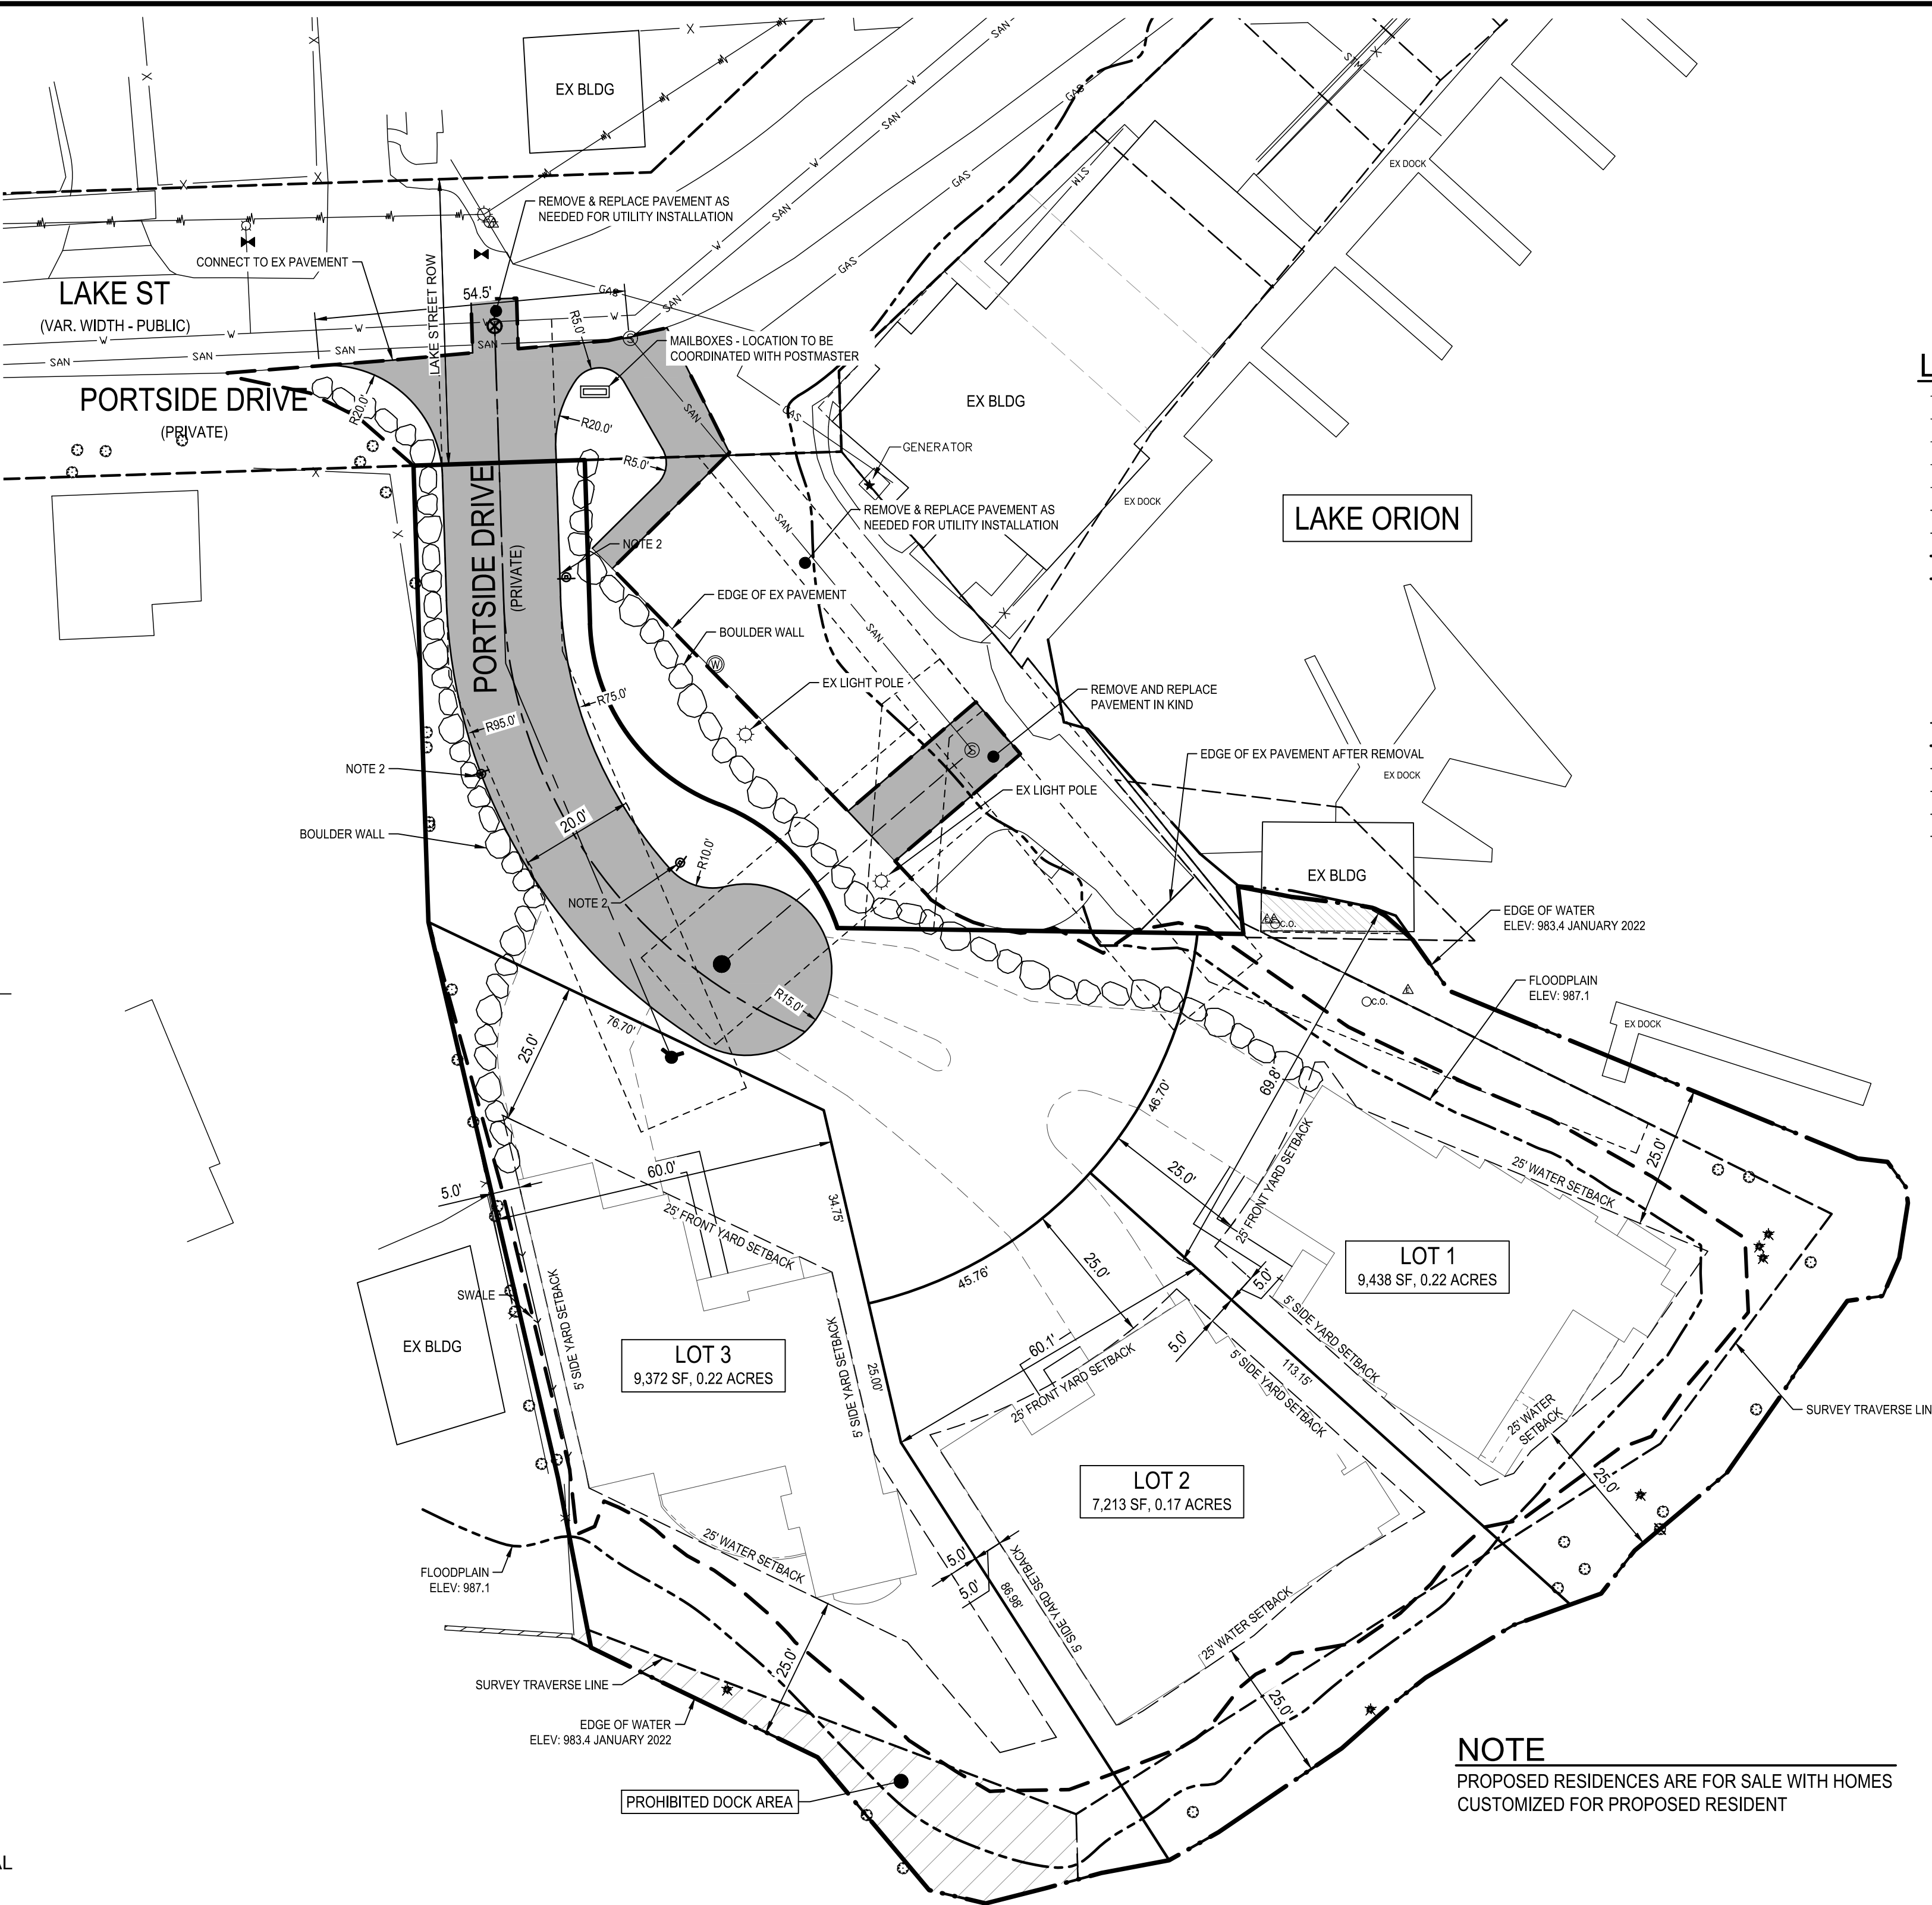 EX BLDG
SAN
EX DOCK
REMOVE & REPLACE PAVEMENT AS
NEEDED FOR UTILITY INSTALLATION
CONNECT TO EX PAVEMENT
LAKE ST
(VAR. WIDTH - PUBLIC)
LAKE STREET ROW
54.5'
GAS
SAN
W
STM
R5.0'
MAILBOXES - LOCATION TO BE
COORDINATED WITH POSTMASTER
PORTSIDE DRIVE
(PRIVATE)
R20.0'
R20.0'
R5.0'
EX BLDG
GENERATOR
EX DOCK
LAKE ORION
REMOVE & REPLACE PAVEMENT AS
NEEDED FOR UTILITY INSTALLATION
PORTSIDE DRIVE
(PRIVATE)
NOTE 2
EDGE OF EX PAVEMENT
BOULDER WALL
W
EX LIGHT POLE
R75.0'
R95.0'
REMOVE AND REPLACE
PAVEMENT IN KIND
S
EDGE OF EX PAVEMENT AFTER REMOVAL
EX DOCK
NOTE 2
EX LIGHT POLE
BOULDER WALL
20.0'
R10.0'
EX BLDG
NOTE 2
C.O.
EDGE OF WATER
ELEV: 983.4 JANUARY 2022
FLOODPLAIN
ELEV: 987.1
C.O.
EX DOCK
R15.0'
76.70'
25.0'
69.8'
46.70'
25.0'
60.0'
5.0'
34.75'
25.0'
25' FRONT YARD SETBACK
25' WATER SETBACK
25' FRONT YARD SETBACK
LOT 1
9,438 SF, 0.22 ACRES
45.76'
25.0'
5.0'
5.0'
SWALE
5' SIDE YARD SETBACK
EX BLDG
LOT 3
9,372 SF, 0.22 ACRES
5' SIDE YARD SETBACK
25.00'
60.1'
25' FRONT YARD SETBACK
5' SIDE YARD SETBACK
113.15'
5' SIDE YARD SETBACK
25' WATER
SETBACK
SURVEY TRAVERSE LIN
LOT 2
7,213 SF, 0.17 ACRES
25.0'
25' WATER SETBACK
FLOODPLAIN
ELEV: 987.1
5.0'
5.0'
86.98'
5' SIDE YARD SETBACK
25' WATER SETBACK
25.0'
25.0'
SURVEY TRAVERSE LINE
EDGE OF WATER
ELEV: 983.4 JANUARY 2022
PROHIBITED DOCK AREA
NOTE
PROPOSED RESIDENCES ARE FOR SALE WITH HOMES
CUSTOMIZED FOR PROPOSED RESIDENT